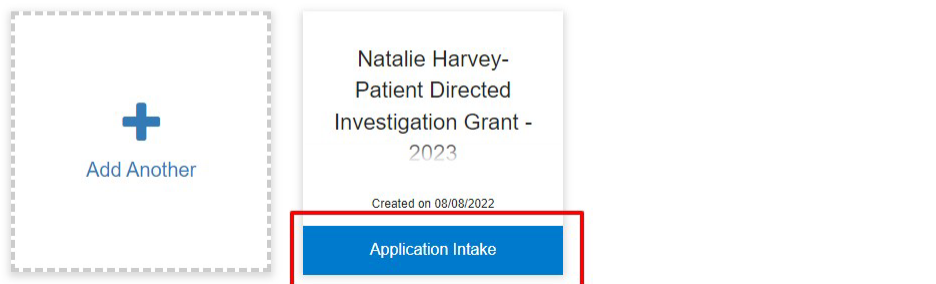 Add Another
Natalie Harvey-
Patient Directed
Investigation Grant -
2023
Created on 08/08/2022
Application Intake